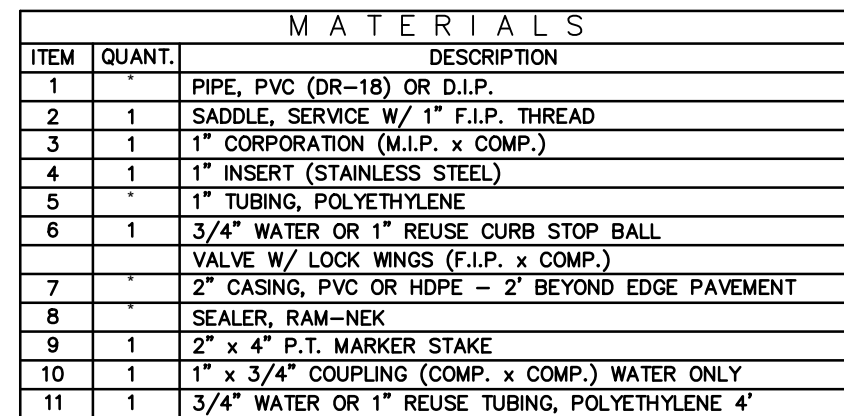 MATERIALS
ITEM QUANT. DESCRIPTION
1 * PIPE, PVC (DR-18) OR D.I.P.
2 1 SADDLE, SERVICE W/ 1" F.I.P. THREAD
3 1 1" CORPORATION (M.I.P. x COMP.)
4 1 1" INSERT (STAINLESS STEEL)
5 * 1" TUBING, POLYETHYLENE
6 1 3/4" WATER OR 1" REUSE CURB STOP BALL
VALVE W/ LOCK WINGS (F.I.P. x COMP.)
7 * 2" CASING, PVC OR HDPE – 2' BEYOND EDGE PAVEMENT
8 * SEALER, RAM-NEK
9 1 2" x 4" P.T. MARKER STAKE
10 1 1" x 3/4" COUPLING (COMP. x COMP.) WATER ONLY
11 1 3/4" WATER OR 1" REUSE TUBING, POLYETHYLENE 4'